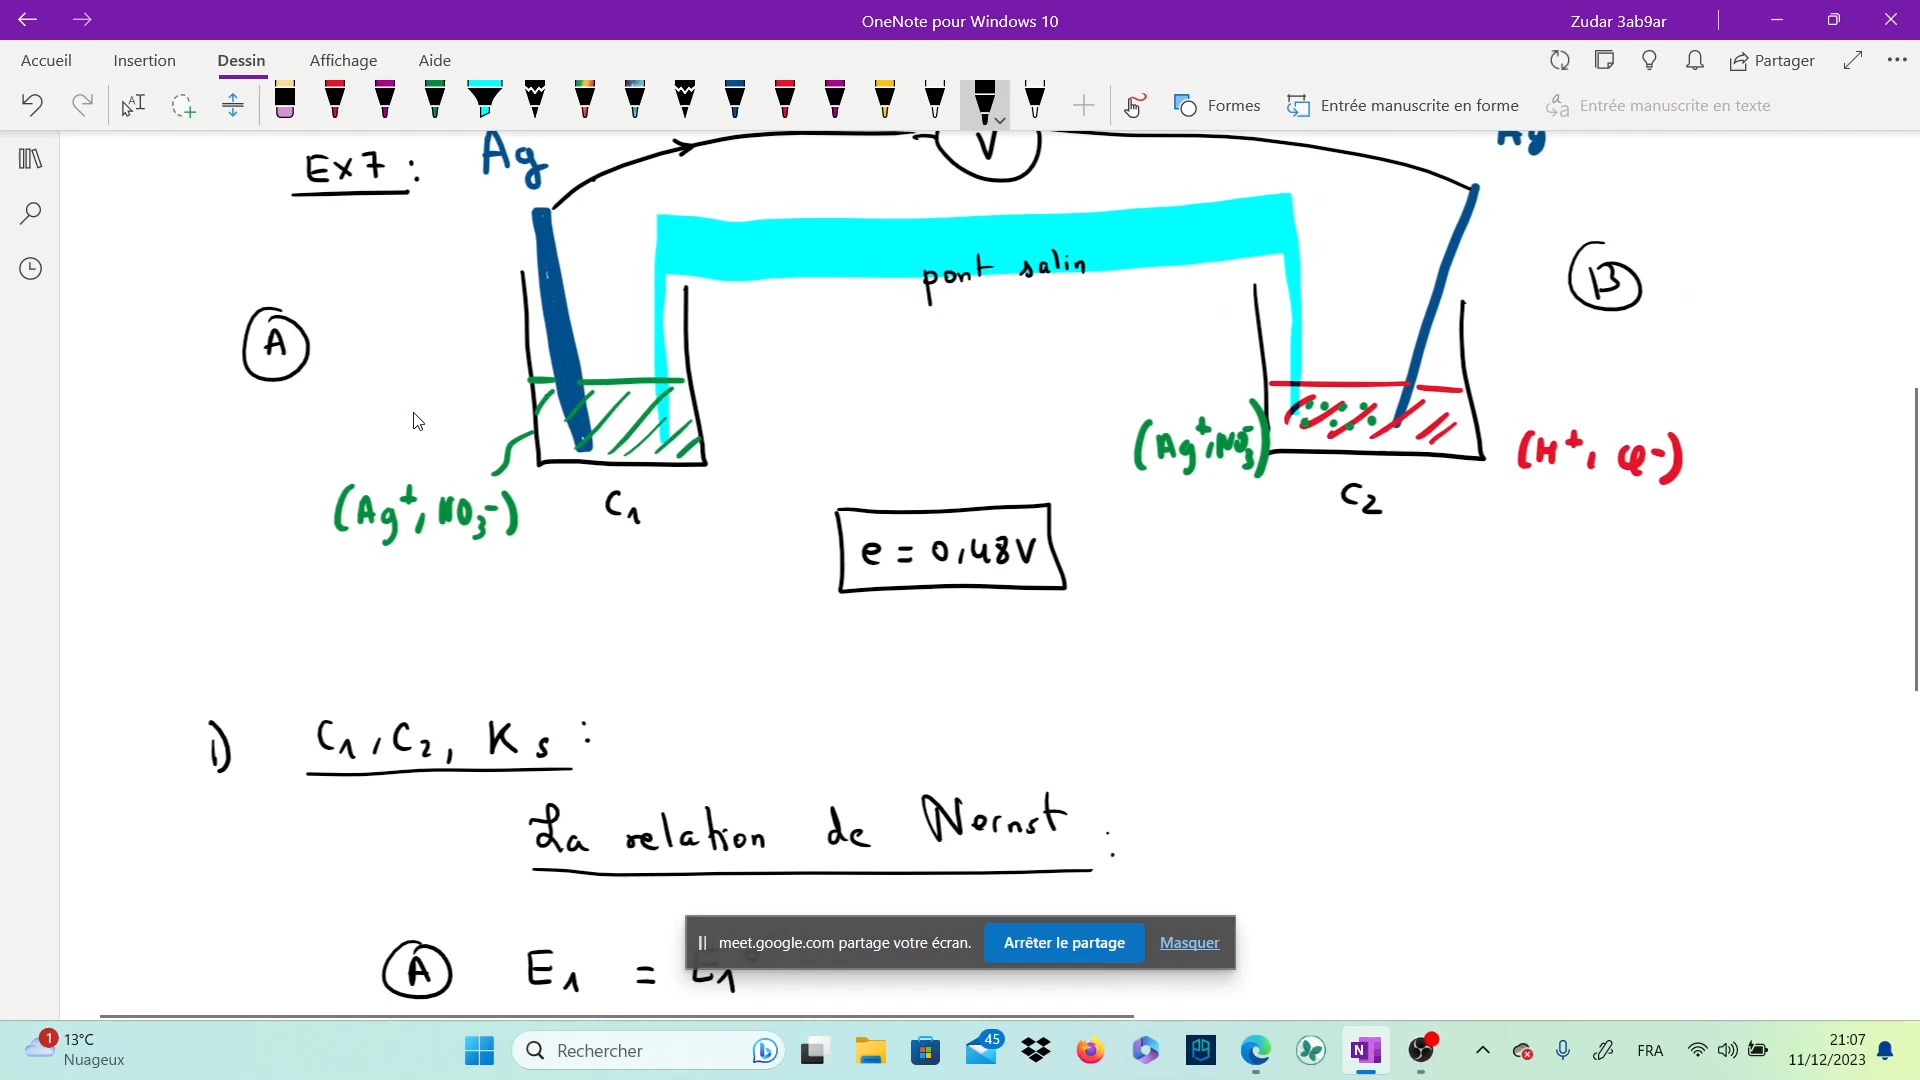 OneNote pour Windows 10
Zudar 3ab9ar
Accueil Insertion Dessin Affichage Aide
Partager
Formes Entrée manuscrite en forme Entrée manuscrite en texte
Ex7 :
Ag
V
Ag
pont salin
A
B
(Ag+, NO3-)
C1
(Ag+, NO3-)
C2
(H+, Cl-)
e = 0,48V
1) C1, C2, Ks :
La relation de Nernst :
A E1 = E1°
meet.google.com partage votre écran. Arrêter le partage Masquer
1
13°C
Nuageux
Rechercher
45
FRA
21:07
11/12/2023